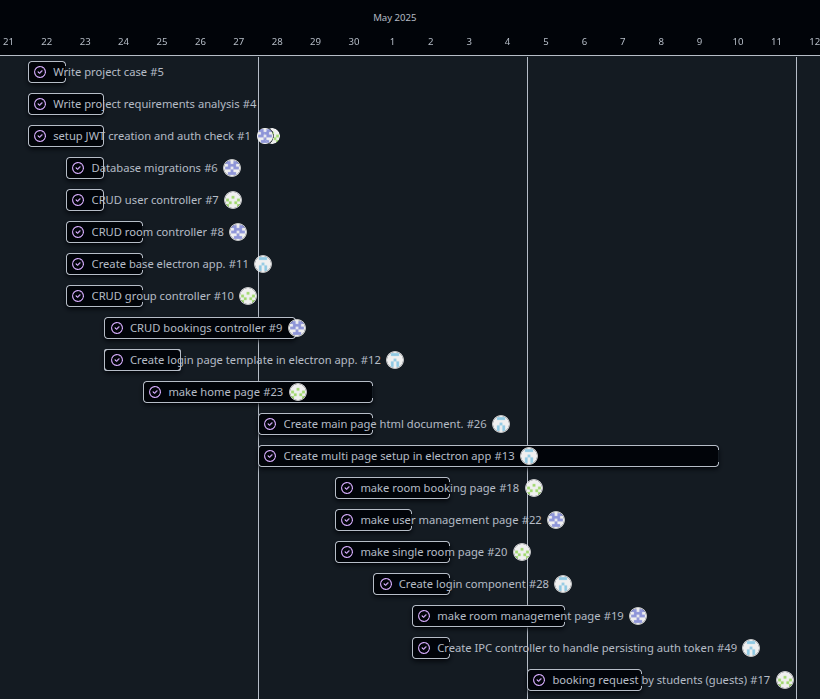 May 2025
21 22 23 24 25 26 27 28 29 30 1 2 3 4 5 6 7 8 9 10 11 12
Write project case #5
Write project requirements analysis #4
setup JWT creation and auth check #1
Database migrations #6
CRUD user controller #7
CRUD room controller #8
Create base electron app. #11
CRUD group controller #10
CRUD bookings controller #9
Create login page template in electron app. #12
make home page #23
Create main page html document. #26
Create multi page setup in electron app #13
make room booking page #18
make user management page #22
make single room page #20
Create login component #28
make room management page #19
Create IPC controller to handle persisting auth token #49
booking request by students (guests) #17